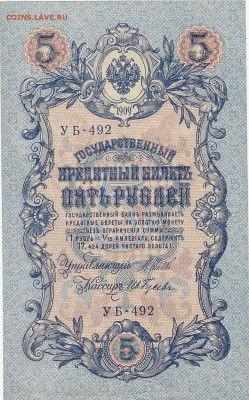 COINS.LAVE.RU
5 5
1909
УБ-492
ГОСУДАРСТВЕННЫЙ
КРЕДИТНЫЙ БИЛЕТЪ
ПЯТЬ РУБЛЕЙ
ГОСУДАРСТВЕННЫЙ БАНКЪ РАЗМѢНИВАЕТЪ
КРЕДИТНЫЕ БИЛЕТЫ НА ЗОЛОТУЮ МОНЕТУ
БЕЗЪ ОГРАНИЧЕНІЯ СУММЫ
(1 РУБЛЬ = 1/15 ИМПЕРІАЛА, СОДЕРЖИТЪ
17,424 ДОЛЕЙ ЧИСТАГО ЗОЛОТА)
Управляющій
Кассиръ
УБ-492
5